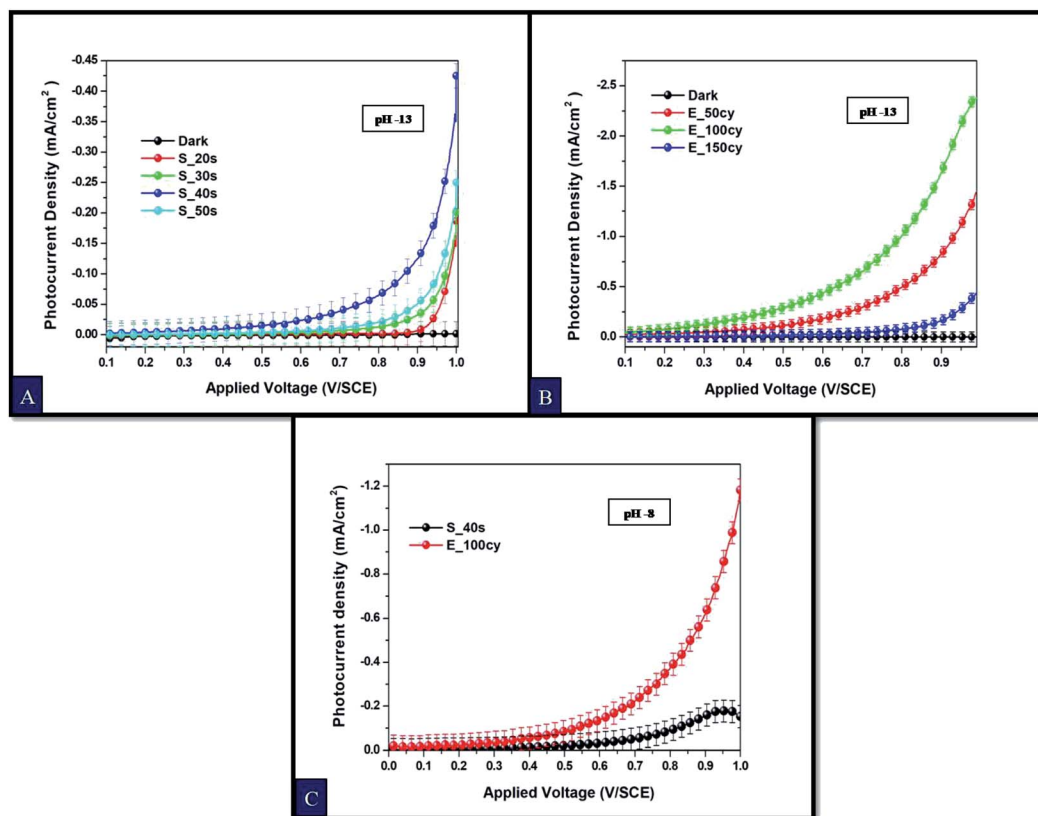 Photocurrent Density (mA/cm²)
-0.45
-0.40
-0.35
-0.30
-0.25
-0.20
-0.15
-0.10
-0.05
0.00
pH -13
Dark
S_20s
S_30s
S_40s
S_50s
0.1 0.2 0.3 0.4 0.5 0.6 0.7 0.8 0.9 1.0
Applied Voltage (V/SCE)
A
Photocurrent Density (mA/cm²)
-2.5
-2.0
-1.5
-1.0
-0.5
0.0
pH -13
Dark
E_50cy
E_100cy
E_150cy
0.1 0.2 0.3 0.4 0.5 0.6 0.7 0.8 0.9
Applied Voltage (V/SCE)
B
Photocurrent density (mA/cm²)
-1.2
-1.0
-0.8
-0.6
-0.4
-0.2
0.0
pH -8
S_40s
E_100cy
0.0 0.1 0.2 0.3 0.4 0.5 0.6 0.7 0.8 0.9 1.0
Applied Voltage (V/SCE)
C